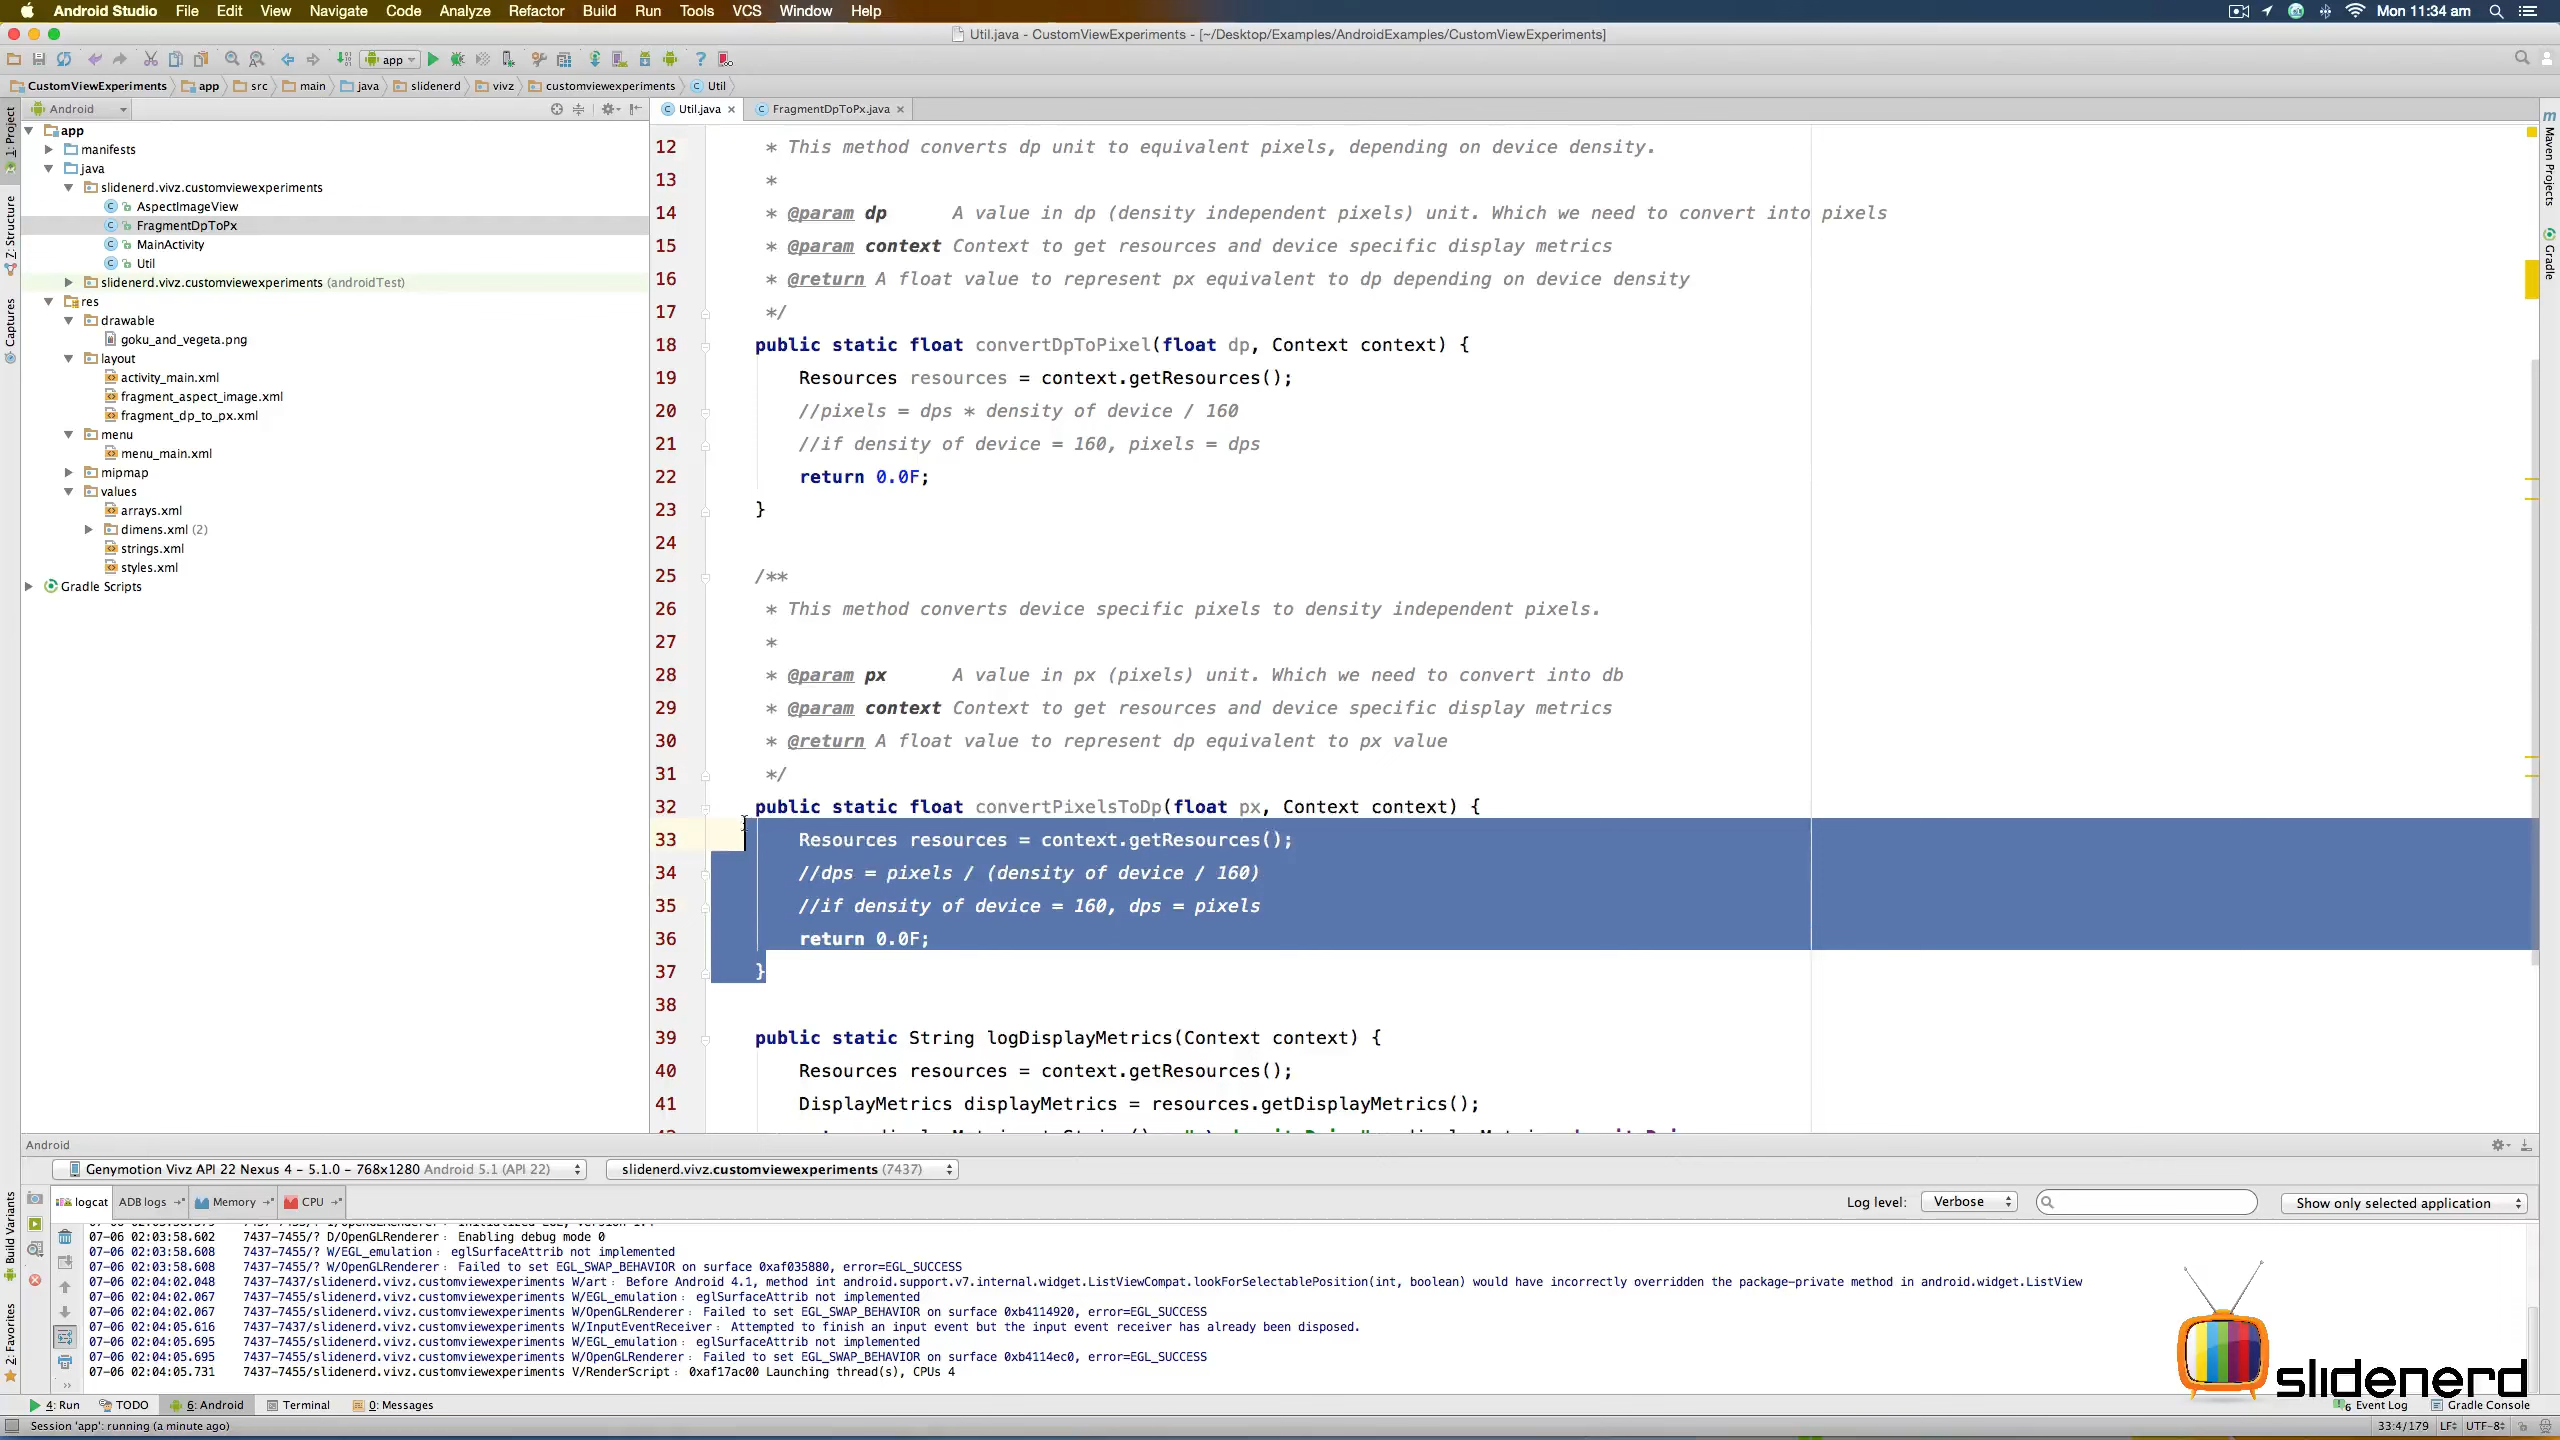 Android Studio File Edit View Navigate Code Analyze Refactor Build Run Tools VCS Window Help Mon 11:34 am
Util.java - CustomViewExperiments - [~/Desktop/Examples/AndroidExamples/CustomViewExperiments]
app
CustomViewExperiments app src main java slidenerd vivz customviewexperiments Util
Android
Util.java FragmentDpToPx.java
1: Project
Z: Structure
Captures
Build Variants
2: Favorites
app
manifests
java
slidenerd.vivz.customviewexperiments
AspectImageView
FragmentDpToPx
MainActivity
Util
slidenerd.vivz.customviewexperiments (androidTest)
res
drawable
goku_and_vegeta.png
layout
activity_main.xml
fragment_aspect_image.xml
fragment_dp_to_px.xml
menu
menu_main.xml
mipmap
values
arrays.xml
dimens.xml (2)
strings.xml
styles.xml
Gradle Scripts
12 * This method converts dp unit to equivalent pixels, depending on device density.
13 *
14 * @param dp A value in dp (density independent pixels) unit. Which we need to convert into pixels
15 * @param context Context to get resources and device specific display metrics
16 * @return A float value to represent px equivalent to dp depending on device density
17 */
18 public static float convertDpToPixel(float dp, Context context) {
19 Resources resources = context.getResources();
20 //pixels = dps * density of device / 160
21 //if density of device = 160, pixels = dps
22 return 0.0F;
23 }
24
25 /**
26 * This method converts device specific pixels to density independent pixels.
27 *
28 * @param px A value in px (pixels) unit. Which we need to convert into db
29 * @param context Context to get resources and device specific display metrics
30 * @return A float value to represent dp equivalent to px value
31 */
32 public static float convertPixelsToDp(float px, Context context) {
33 Resources resources = context.getResources();
34 //dps = pixels / (density of device / 160)
35 //if density of device = 160, dps = pixels
36 return 0.0F;
37 }
38
39 public static String logDisplayMetrics(Context context) {
40 Resources resources = context.getResources();
41 DisplayMetrics displayMetrics = resources.getDisplayMetrics();
m
Maven Projects
Gradle
Android
Genymotion Vivz API 22 Nexus 4 - 5.1.0 - 768x1280 Android 5.1 (API 22) slidenerd.vivz.customviewexperiments (7437)
logcat ADB logs Memory CPU Log level: Verbose Show only selected application
07-06 02:03:58.602 7437-7455/? D/OpenGLRenderer: Enabling debug mode 0
07-06 02:03:58.608 7437-7455/? W/EGL_emulation: eglSurfaceAttrib not implemented
07-06 02:03:58.608 7437-7455/? W/OpenGLRenderer: Failed to set EGL_SWAP_BEHAVIOR on surface 0xaf035880, error=EGL_SUCCESS
07-06 02:04:02.048 7437-7437/slidenerd.vivz.customviewexperiments W/art: Before Android 4.1, method int android.support.v7.internal.widget.ListViewCompat.lookForSelectablePosition(int, boolean) would have incorrectly overridden the package-private method in android.widget.ListView
07-06 02:04:02.067 7437-7455/slidenerd.vivz.customviewexperiments W/EGL_emulation: eglSurfaceAttrib not implemented
07-06 02:04:02.067 7437-7455/slidenerd.vivz.customviewexperiments W/OpenGLRenderer: Failed to set EGL_SWAP_BEHAVIOR on surface 0xb4114920, error=EGL_SUCCESS
07-06 02:04:05.616 7437-7437/slidenerd.vivz.customviewexperiments W/InputEventReceiver: Attempted to finish an input event but the input event receiver has already been disposed.
07-06 02:04:05.695 7437-7455/slidenerd.vivz.customviewexperiments W/EGL_emulation: eglSurfaceAttrib not implemented
07-06 02:04:05.695 7437-7455/slidenerd.vivz.customviewexperiments W/OpenGLRenderer: Failed to set EGL_SWAP_BEHAVIOR on surface 0xb4114ec0, error=EGL_SUCCESS
07-06 02:04:05.731 7437-7455/slidenerd.vivz.customviewexperiments V/RenderScript: 0xaf17ac00 Launching thread(s), CPUs 4
slidenerd
4: Run TODO 6: Android Terminal 0: Messages 6 Event Log Gradle Console
Session 'app': running (a minute ago) 33:4/179 LF UTF-8